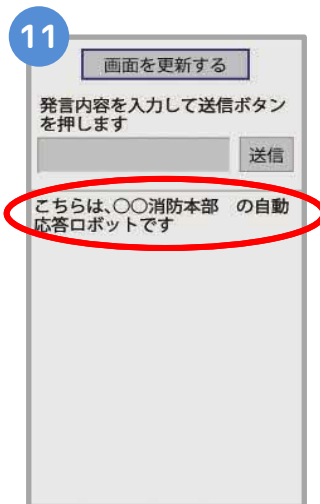 11
画面を更新する
発言内容を入力して送信ボタン
を押します
送信
こちらは、〇〇消防本部　の自動
応答ロボットです